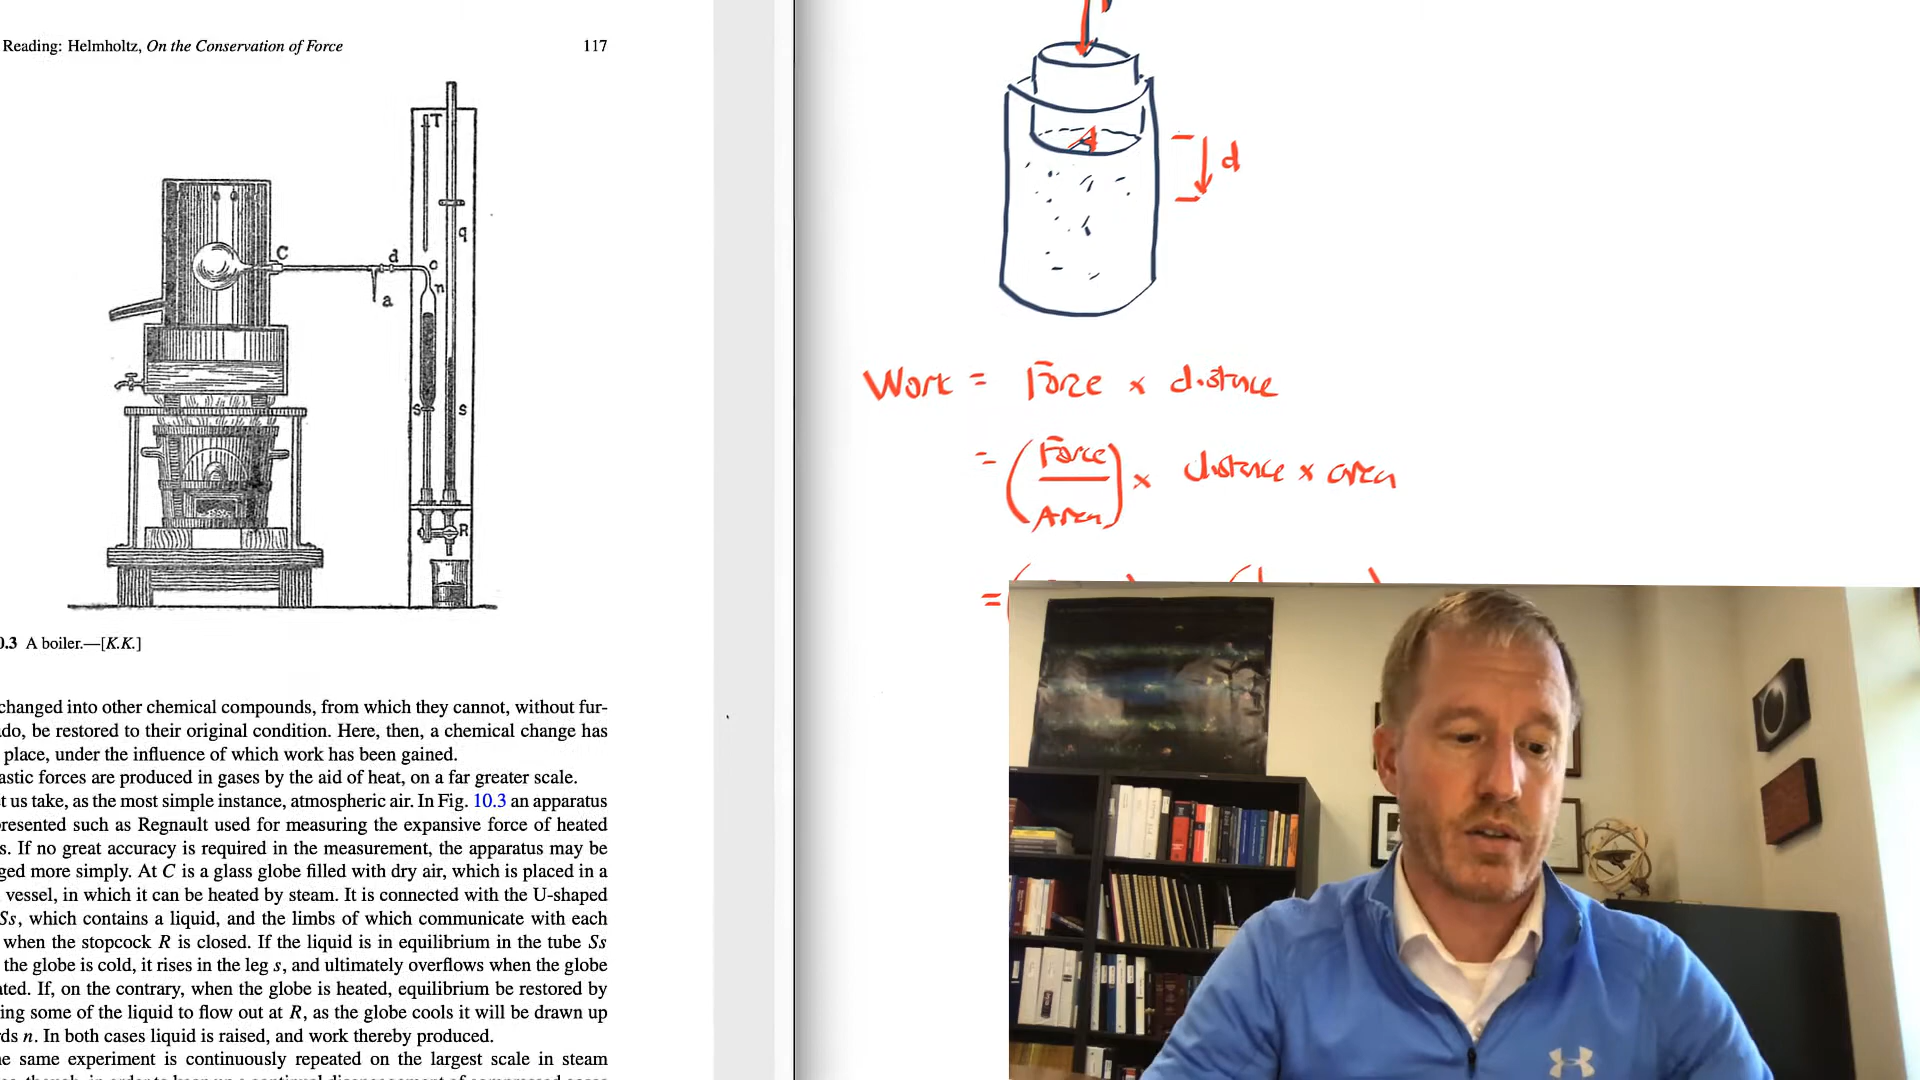 Reading: Helmholtz, On the Conservation of Force 117
T
q
C
d
o
n
a
S
s
R
0.3 A boiler.—[K.K.]
changed into other chemical compounds, from which they cannot, without fur-
do, be restored to their original condition. Here, then, a chemical change has
place, under the influence of which work has been gained.
astic forces are produced in gases by the aid of heat, on a far greater scale.
t us take, as the most simple instance, atmospheric air. In Fig. 10.3 an apparatus
presented such as Regnault used for measuring the expansive force of heated
s. If no great accuracy is required in the measurement, the apparatus may be
ged more simply. At C is a glass globe filled with dry air, which is placed in a
vessel, in which it can be heated by steam. It is connected with the U-shaped
Ss, which contains a liquid, and the limbs of which communicate with each
when the stopcock R is closed. If the liquid is in equilibrium in the tube Ss
the globe is cold, it rises in the leg s, and ultimately overflows when the globe
ated. If, on the contrary, when the globe is heated, equilibrium be restored by
ing some of the liquid to flow out at R, as the globe cools it will be drawn up
rds n. In both cases liquid is raised, and work thereby produced.
e same experiment is continuously repeated on the largest scale in steam
A
d
Work = Force × distance
= (Force / Area) × distance × area
=